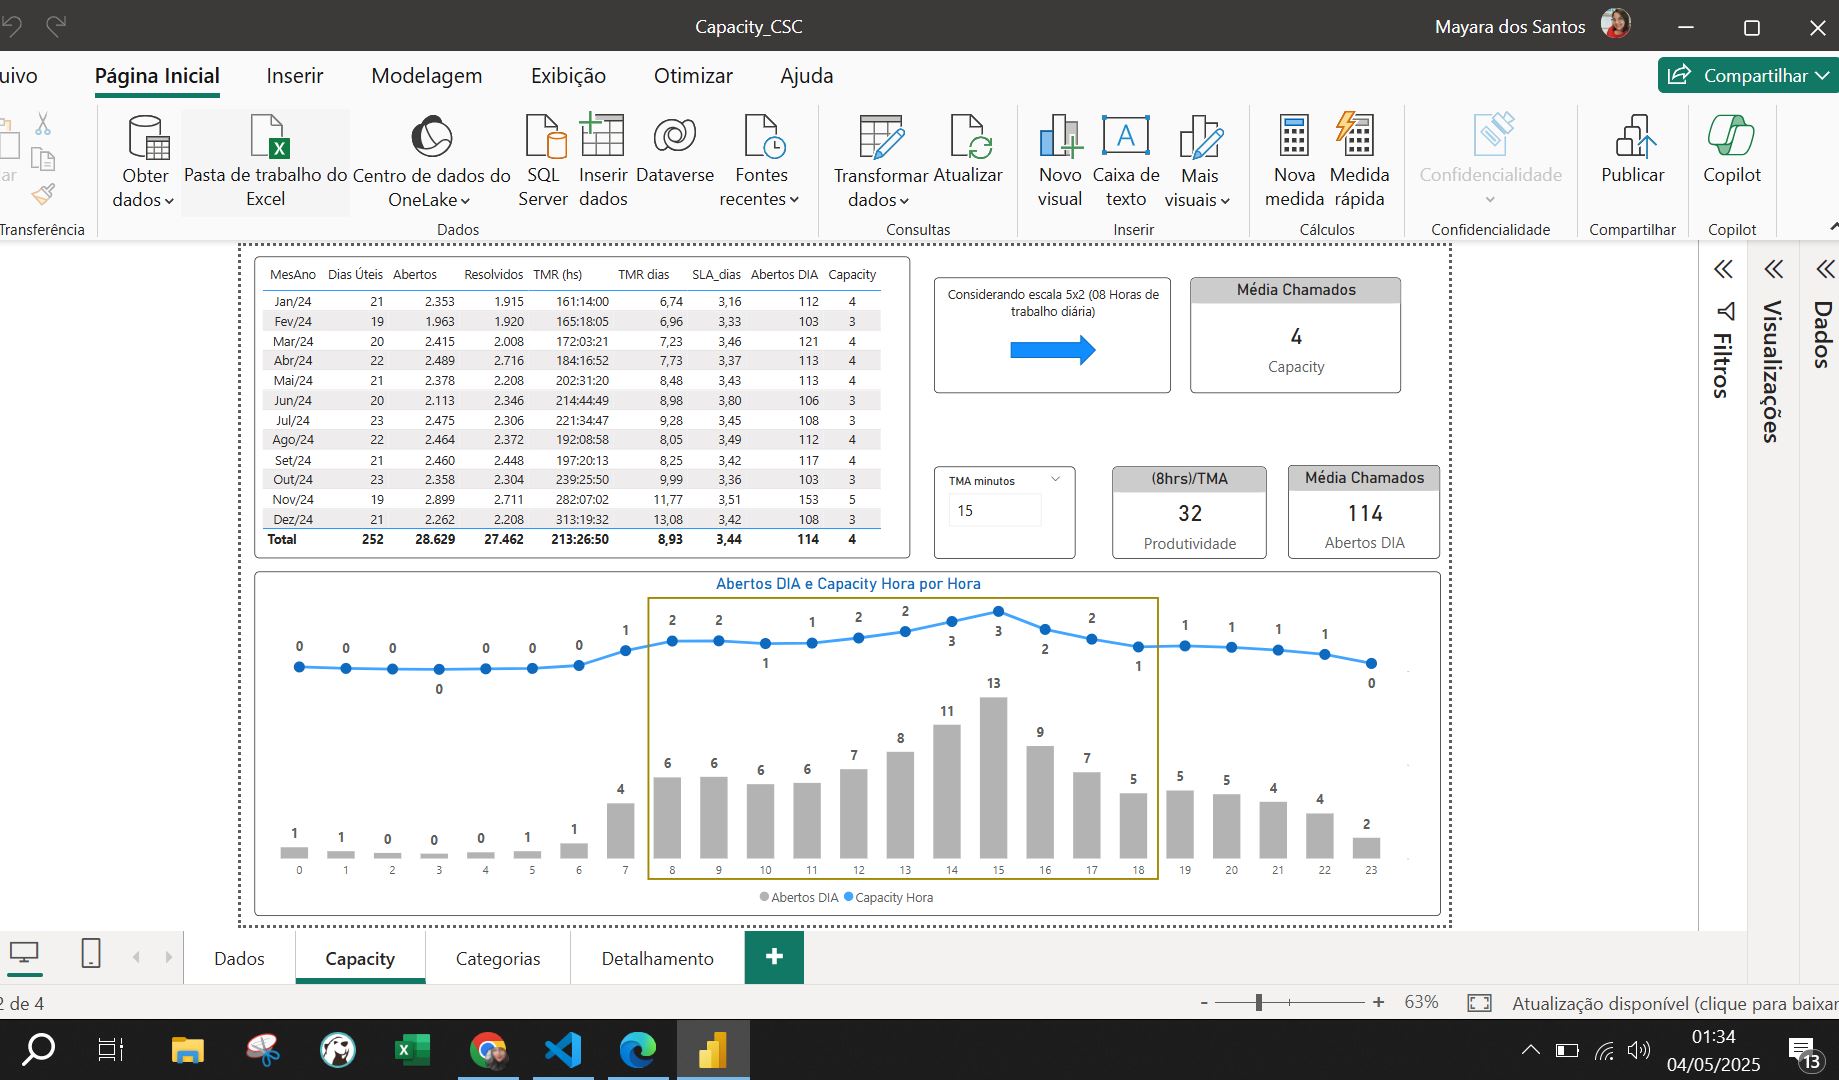 Capacity_CSC
Mayara dos Santos
uivo
Página Inicial
Inserir
Modelagem
Exibição
Otimizar
Ajuda
Compartilhar
ar
Obter dados
Pasta de trabalho do Excel
Centro de dados do OneLake
SQL Server
Inserir dados
Dataverse
Fontes recentes
Transformar dados
Atualizar
Novo visual
Caixa de texto
Mais visuais
Nova medida
Medida rápida
Confidencialidade
Publicar
Copilot
Transferência
Dados
Consultas
Inserir
Cálculos
Confidencialidade
Compartilhar
Copilot
MesAno Dias Úteis Abertos Resolvidos TMR (hs) TMR dias SLA_dias Abertos DIA Capacity
Jan/24 21 2.353 1.915 161:14:00 6,74 3,16 112 4
Fev/24 19 1.963 1.920 165:18:05 6,96 3,33 103 3
Mar/24 20 2.415 2.008 172:03:21 7,23 3,46 121 4
Abr/24 22 2.489 2.716 184:16:52 7,73 3,37 113 4
Mai/24 21 2.378 2.208 202:31:20 8,48 3,43 113 4
Jun/24 20 2.113 2.346 214:44:49 8,98 3,80 106 3
Jul/24 23 2.475 2.306 221:34:47 9,28 3,45 108 3
Ago/24 22 2.464 2.372 192:08:58 8,05 3,49 112 4
Set/24 21 2.460 2.448 197:20:13 8,25 3,42 117 4
Out/24 23 2.358 2.304 239:25:50 9,99 3,36 103 3
Nov/24 19 2.899 2.711 282:07:02 11,77 3,51 153 5
Dez/24 21 2.262 2.208 313:19:32 13,08 3,42 108 3
Total 252 28.629 27.462 213:26:50 8,93 3,44 114 4
Considerando escala 5x2 (08 Horas de
trabalho diária)
Média Chamados
4
Capacity
TMA minutos
15
(8hrs)/TMA
32
Produtividade
Média Chamados
114
Abertos DIA
Filtros
Visualizações
Dados
Abertos DIA e Capacity Hora por Hora
0 0 0 0 0 0 0 1 2 2 1 1 2 2 3 3 2 2 1 1 1 1 1 0
1 1 0 0 0 1 1 4 6 6 6 6 7 8 11 13 9 7 5 5 5 4 4 2
0 1 2 3 4 5 6 7 8 9 10 11 12 13 14 15 16 17 18 19 20 21 22 23
Abertos DIA Capacity Hora
Dados
Capacity
Categorias
Detalhamento
+
2 de 4
- + 63%
Atualização disponível (clique para baixar
01:34
04/05/2025
13